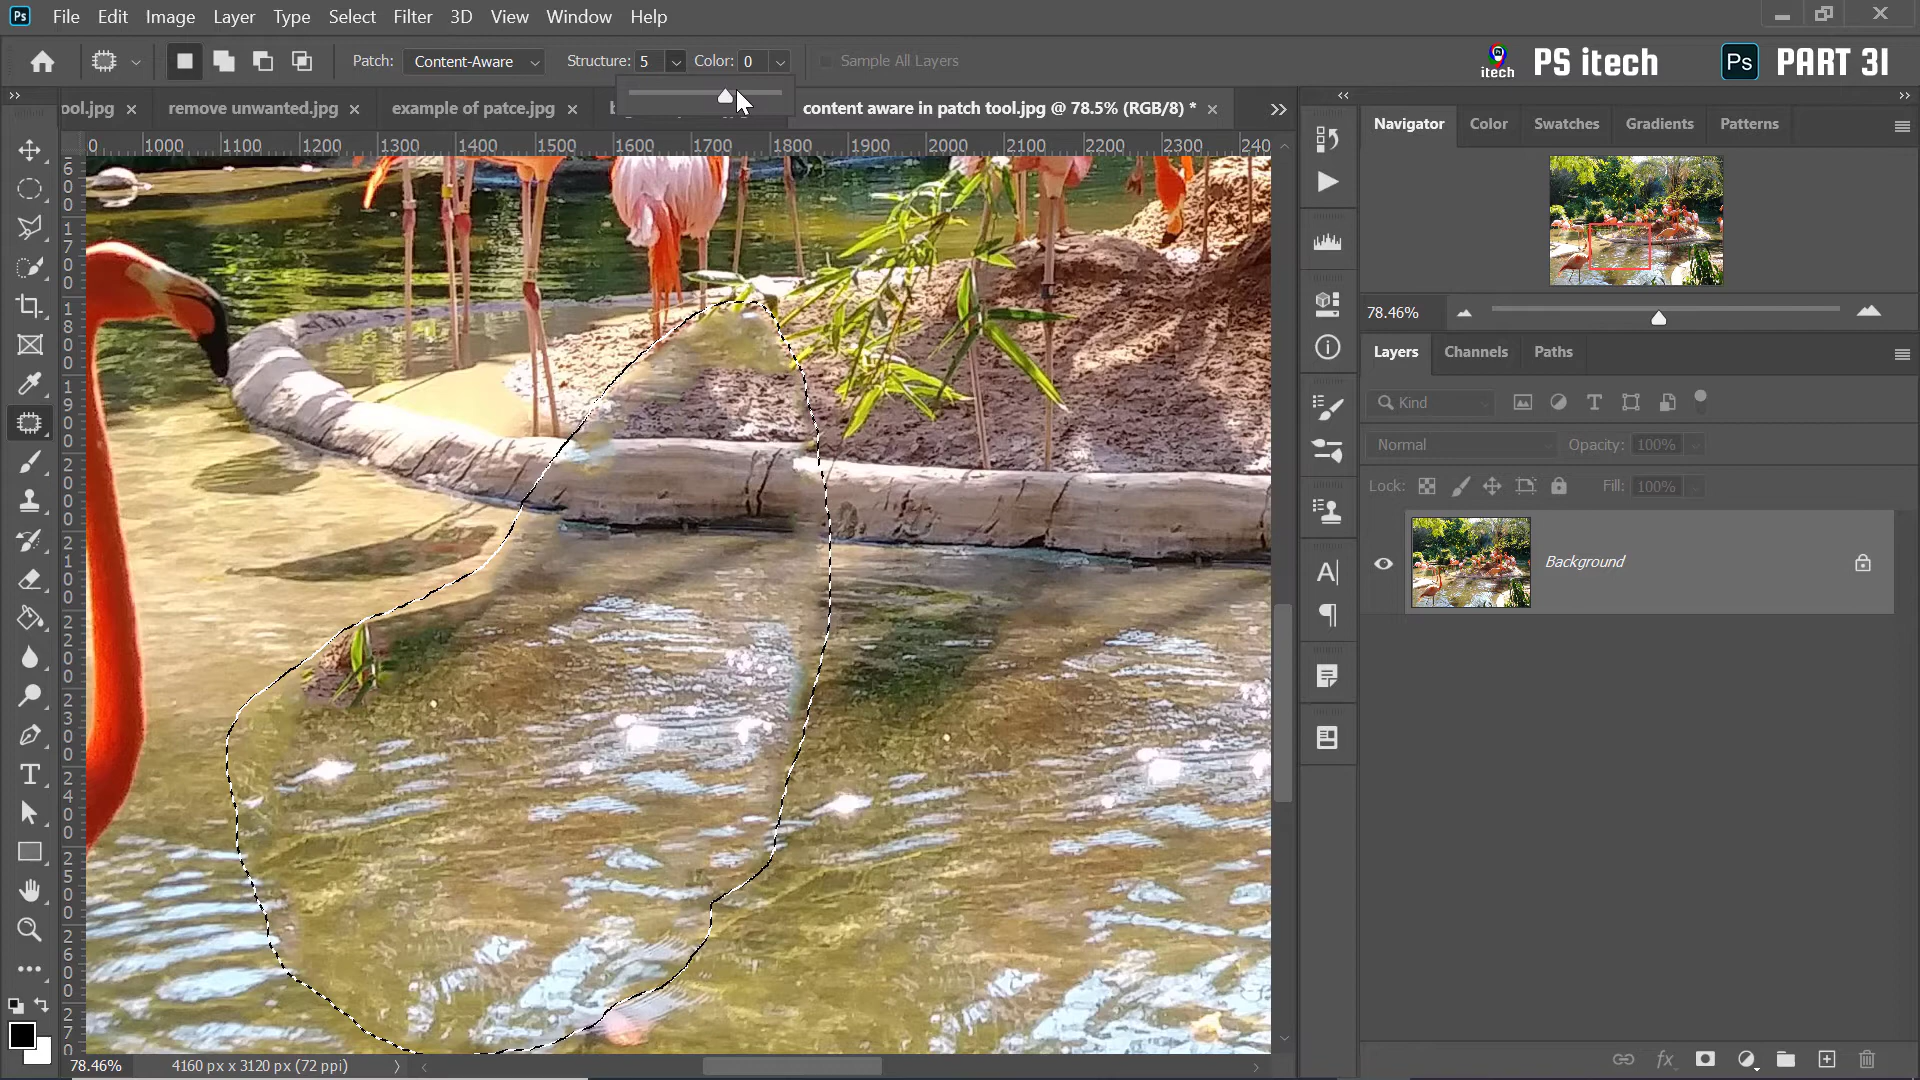 Ps File Edit Image Layer Type Select Filter 3D View Window Help
Patch: Content-Aware Structure: 5 Color: 0 Sample All Layers
itech PS itech Ps PART 31
ool.jpg × remove unwanted.jpg × example of patce.jpg × content aware in patch tool.jpg @ 78.5% (RGB/8) * ×
0 1000 1100 1200 1300 1400 1500 1600 1700 1800 1900 2000 2100 2200 2300 240
Navigator Color Swatches Gradients Patterns
78.46%
Layers Channels Paths
Kind
Normal Opacity: 100%
Lock: Fill: 100%
Background
78.46% 4160 px x 3120 px (72 ppi)
fx